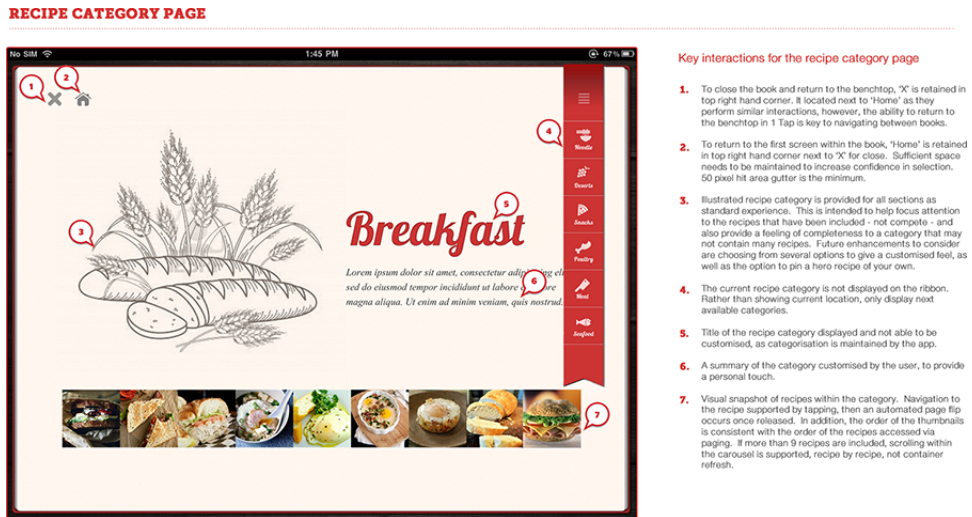 RECIPE CATEGORY PAGE
No SIM
1:45 PM
67%
1
2
3
4
5
6
7
Noodle
Deserts
Snacks
Poultry
Meat
Seafood
Breakfast
Lorem ipsum dolor sit amet, consectetur adipi ing eli
sed do eiusmod tempor incididunt ut labore e ore
magna aliqua. Ut enim ad minim veniam, quis nostrud.
Key interactions for the recipe category page
1. To close the book and return to the benchtop, 'X' is retained in
top right hand corner. It located next to 'Home' as they
perform similar interactions, however, the ability to return to
the benchtop in 1 Tap is key to navigating between books.
2. To return to the first screen within the book, 'Home' is retained
in top right hand corner next to 'X' for close. Sufficient space
needs to be maintained to increase confidence in selection.
50 pixel hit area gutter is the minimum.
3. Illustrated recipe category is provided for all sections as
standard experience. This is intended to help focus attention
to the recipes that have been included - not compete - and
also provide a feeling of completeness to a category that may
not contain many recipes. Future enhancements to consider
are choosing from several options to give a customised feel, as
well as the option to pin a hero recipe of your own.
4. The current recipe category is not displayed on the ribbon.
Rather than showing current location, only display next
available categories.
5. Title of the recipe category displayed and not able to be
customised, as categorisation is maintained by the app.
6. A summary of the category customised by the user, to provide
a personal touch.
7. Visual snapshot of recipes within the category. Navigation to
the recipe supported by tapping, then an automated page flip
occurs once released. In addition, the order of the thumbnails
is consistent with the order of the recipes accessed via
paging. If more than 9 recipes are included, scrolling within
the carousel is supported, recipe by recipe, not container
refresh.